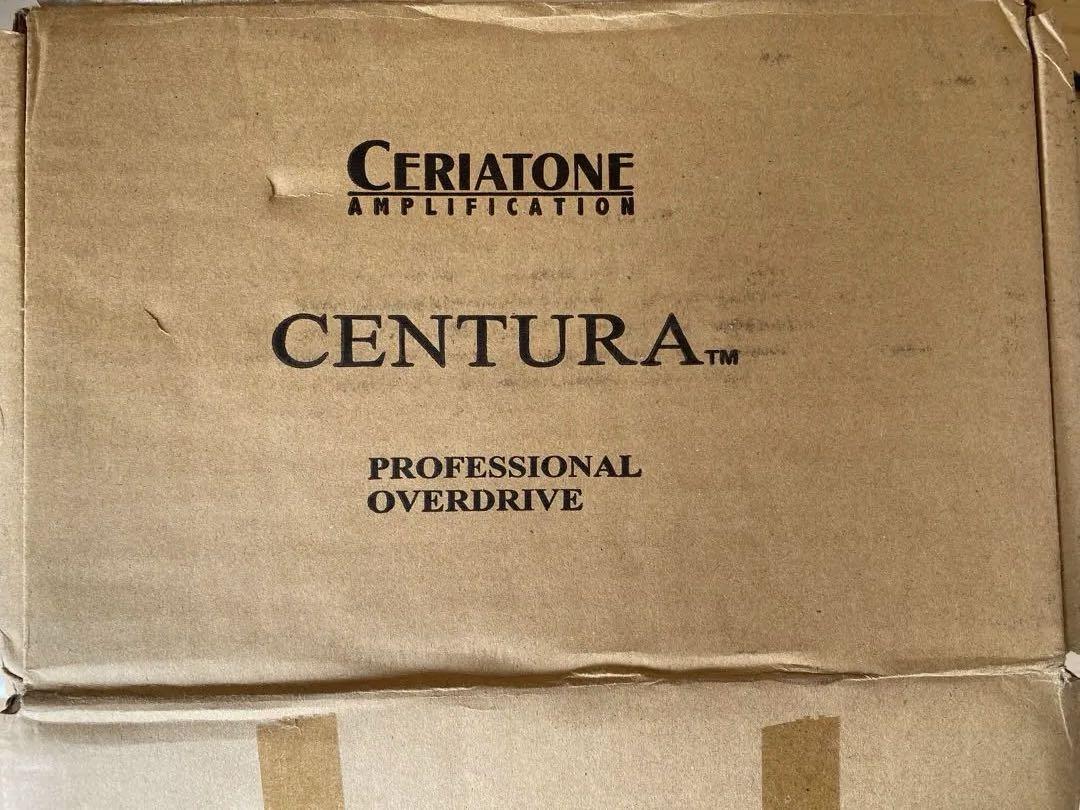 CERIATONE
AMPLIFICATION
CENTURA™
PROFESSIONAL
OVERDRIVE